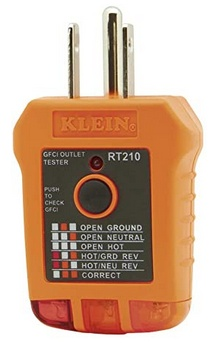 KLEIN®
GFCI OUTLET
TESTER
RT210
PUSH
TO
CHECK
GFCI
OPEN GROUND
OPEN NEUTRAL
OPEN HOT
HOT/GRD REV
HOT/NEU REV
CORRECT